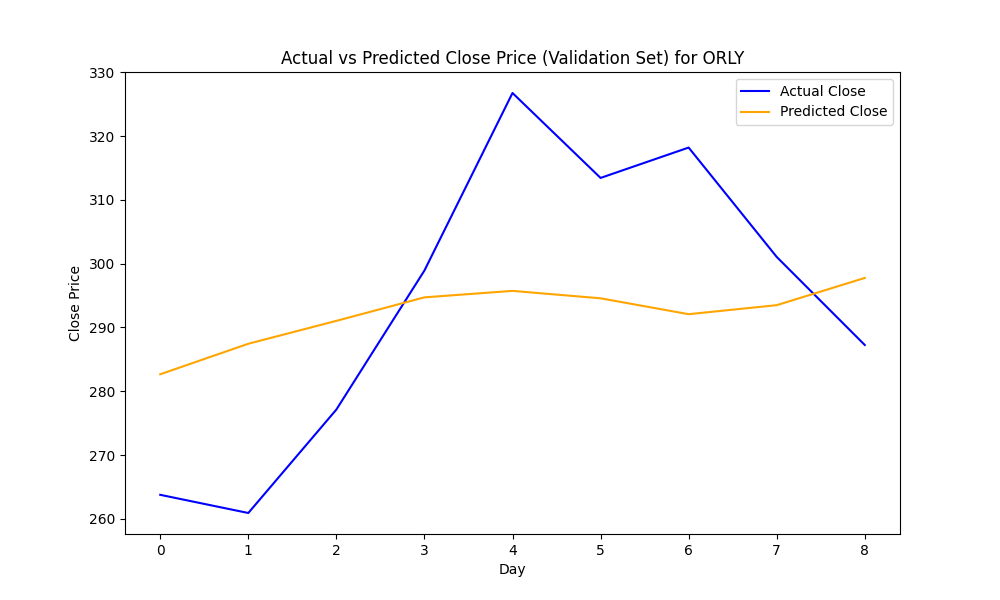 Actual vs Predicted Close Price (Validation Set) for ORLY
Actual Close
Predicted Close
Close Price
330
320
310
300
290
280
270
260
0 1 2 3 4 5 6 7 8
Day